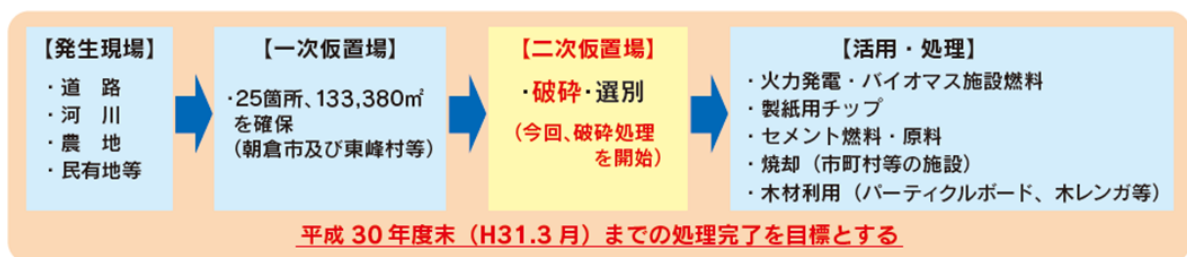 【発生現場】
・道　路
・河　川
・農　地
・民有地等
【一次仮置場】
・25箇所、133,380㎡
を確保
（朝倉市及び東峰村等）
【二次仮置場】
・破砕・選別
（今回、破砕処理
を開始）
【活用・処理】
・火力発電・バイオマス施設燃料
・製紙用チップ
・セメント燃料・原料
・焼却（市町村等の施設）
・木材利用（パーティクルボード、木レンガ等）
平成30年度末（H31.3月）までの処理完了を目標とする